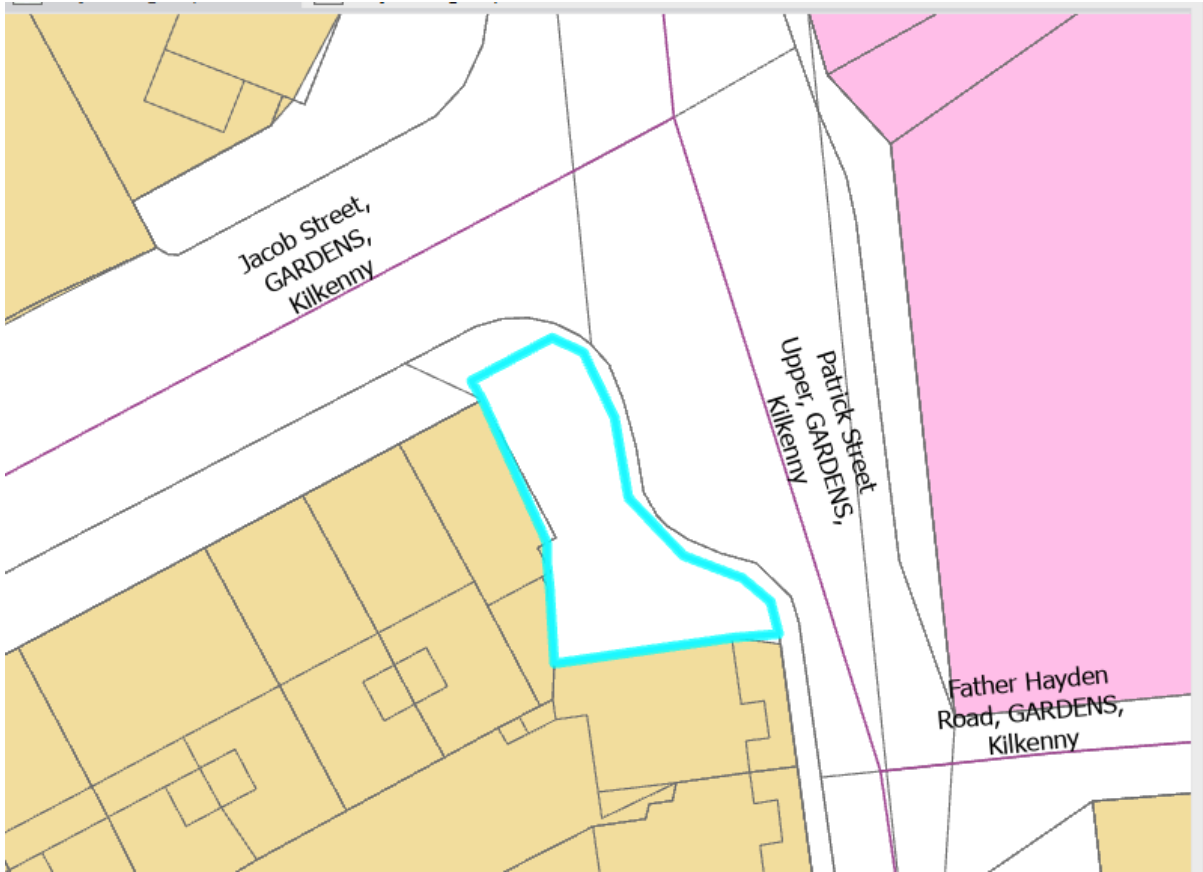 Jacob Street,
GARDENS,
Kilkenny
Patrick Street
Upper, GARDENS,
Kilkenny
Father Hayden
Road, GARDENS,
Kilkenny